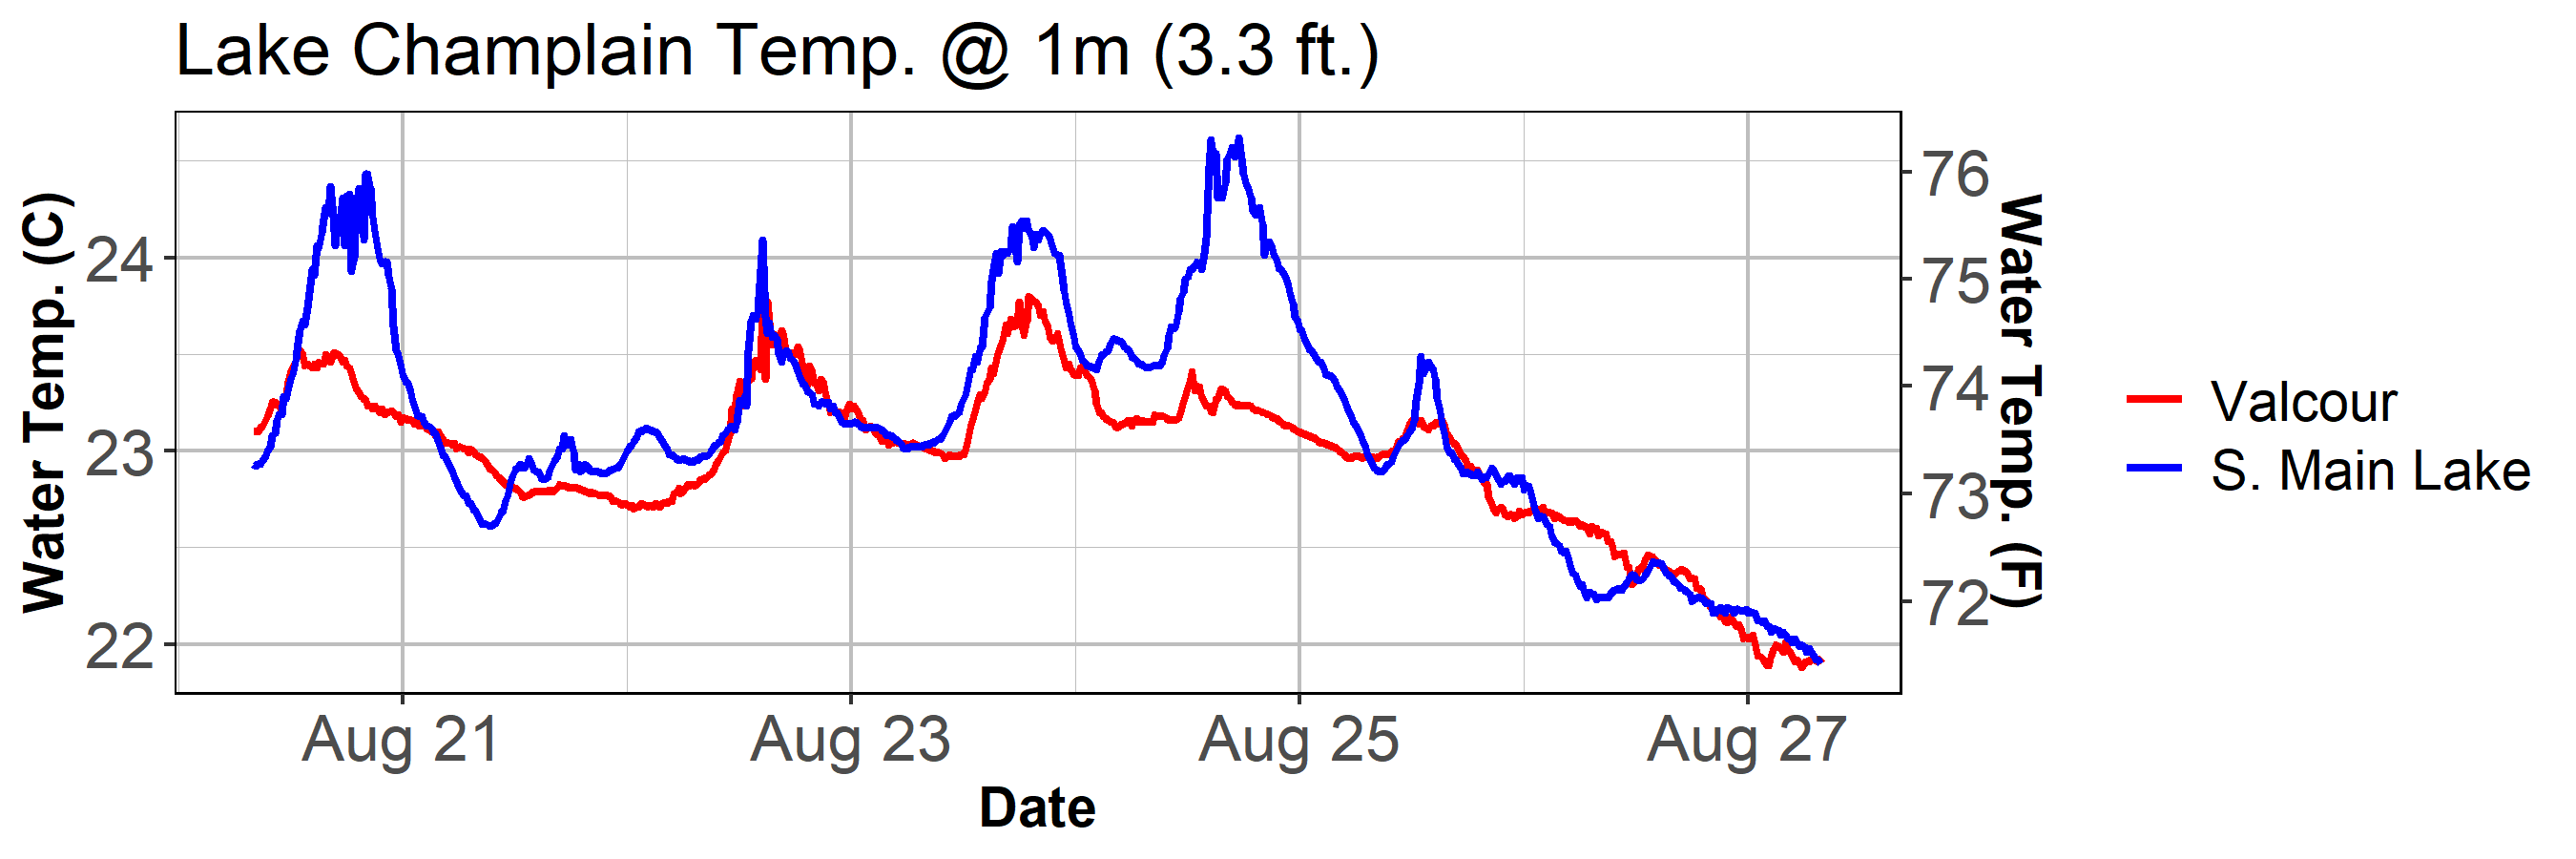 Lake Champlain Temp. @ 1m (3.3 ft.)
Water Temp. (C)
24
23
22
76
75
74
73
72
Water Temp. (F)
Aug 21
Aug 23
Aug 25
Aug 27
Date
Valcour
S. Main Lake